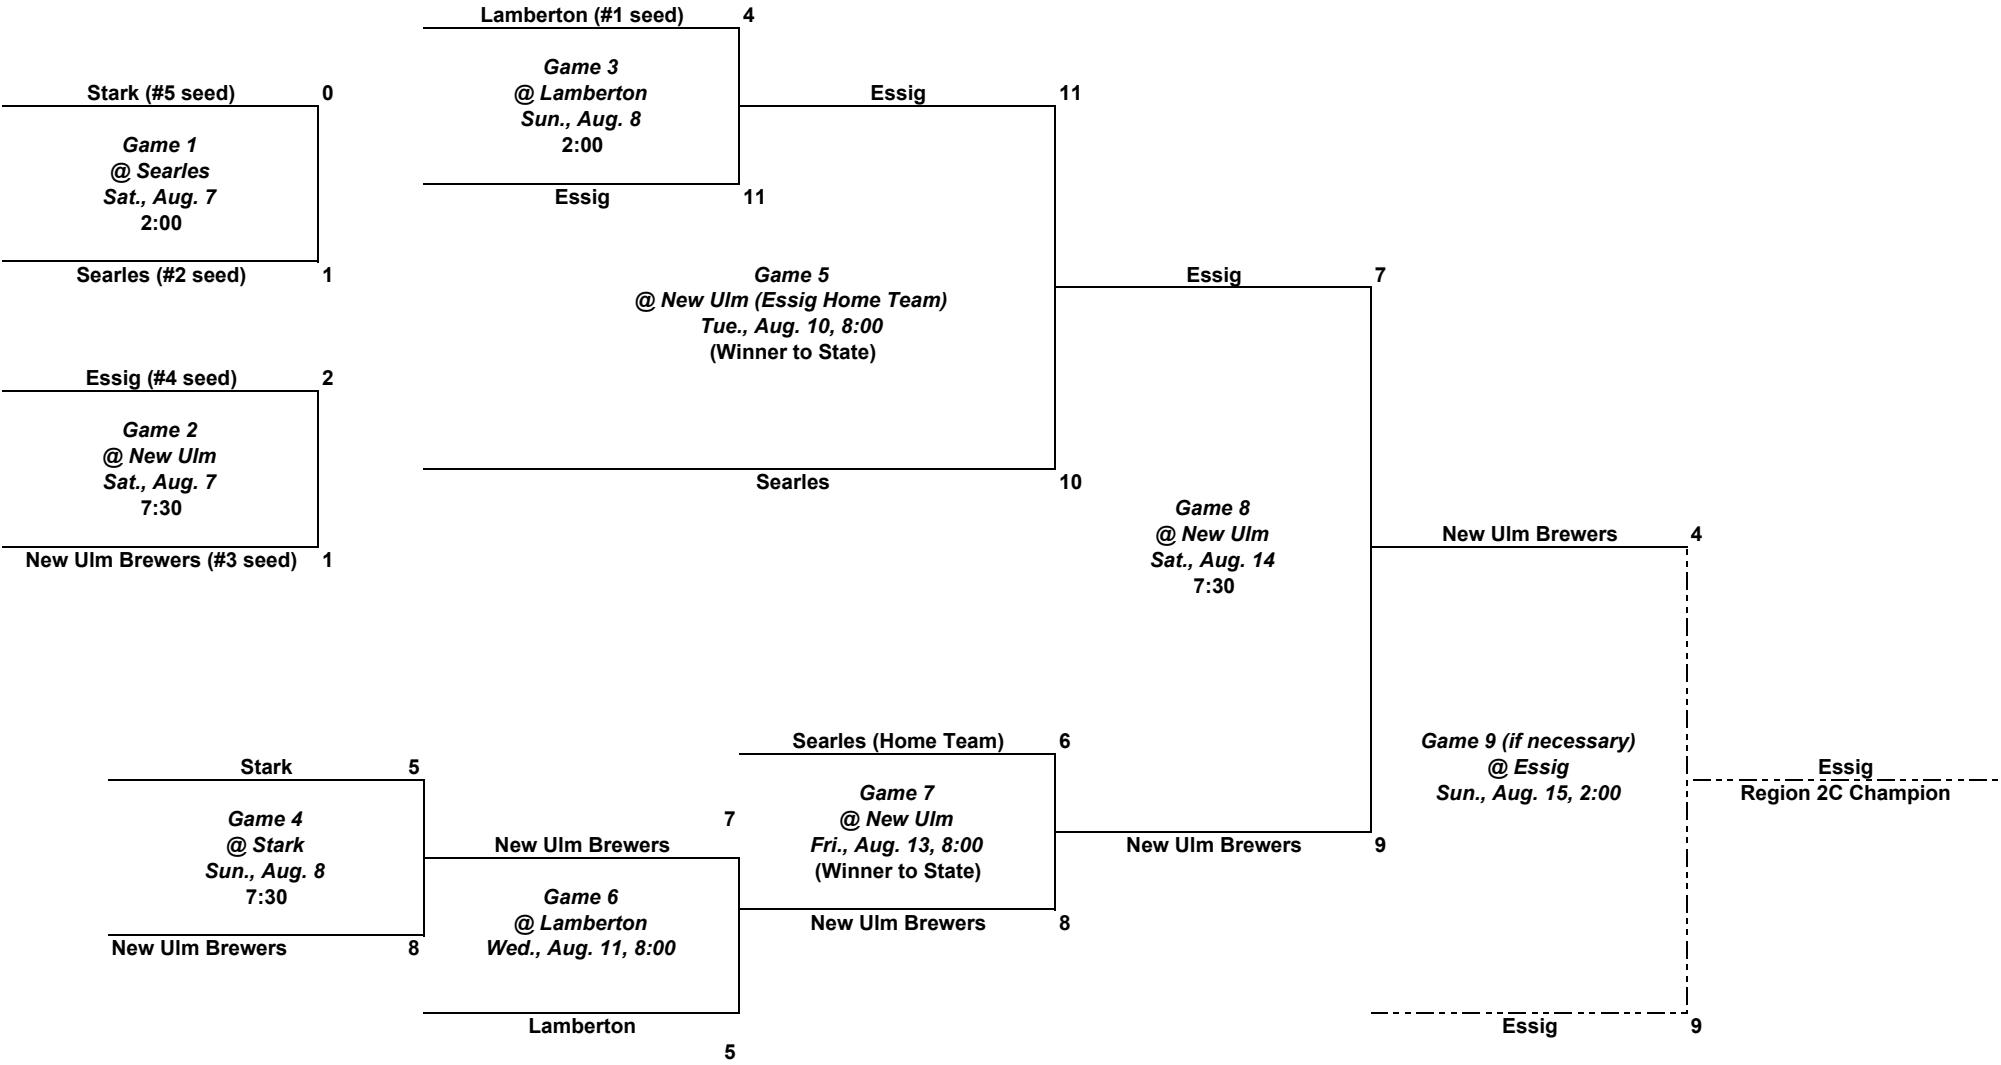 Lamberton (#1 seed) 4
Game 3
@ Lamberton
Sun., Aug. 8
2:00
Essig 11
Stark (#5 seed) 0
Game 1
@ Searles
Sat., Aug. 7
2:00
Searles (#2 seed) 1
Essig 11
Game 5
@ New Ulm (Essig Home Team)
Tue., Aug. 10, 8:00
(Winner to State)
Searles 10
Essig (#4 seed) 2
Game 2
@ New Ulm
Sat., Aug. 7
7:30
New Ulm Brewers (#3 seed) 1
Essig 7
Game 8
@ New Ulm
Sat., Aug. 14
7:30
New Ulm Brewers 9
Stark 5
Game 4
@ Stark
Sun., Aug. 8
7:30
New Ulm Brewers 8
7
New Ulm Brewers
Game 6
@ Lamberton
Wed., Aug. 11, 8:00
Lamberton
5
Searles (Home Team) 6
Game 7
@ New Ulm
Fri., Aug. 13, 8:00
(Winner to State)
New Ulm Brewers 8
New Ulm Brewers 4
Game 9 (if necessary)
@ Essig
Sun., Aug. 15, 2:00
Essig 9
Essig
Region 2C Champion